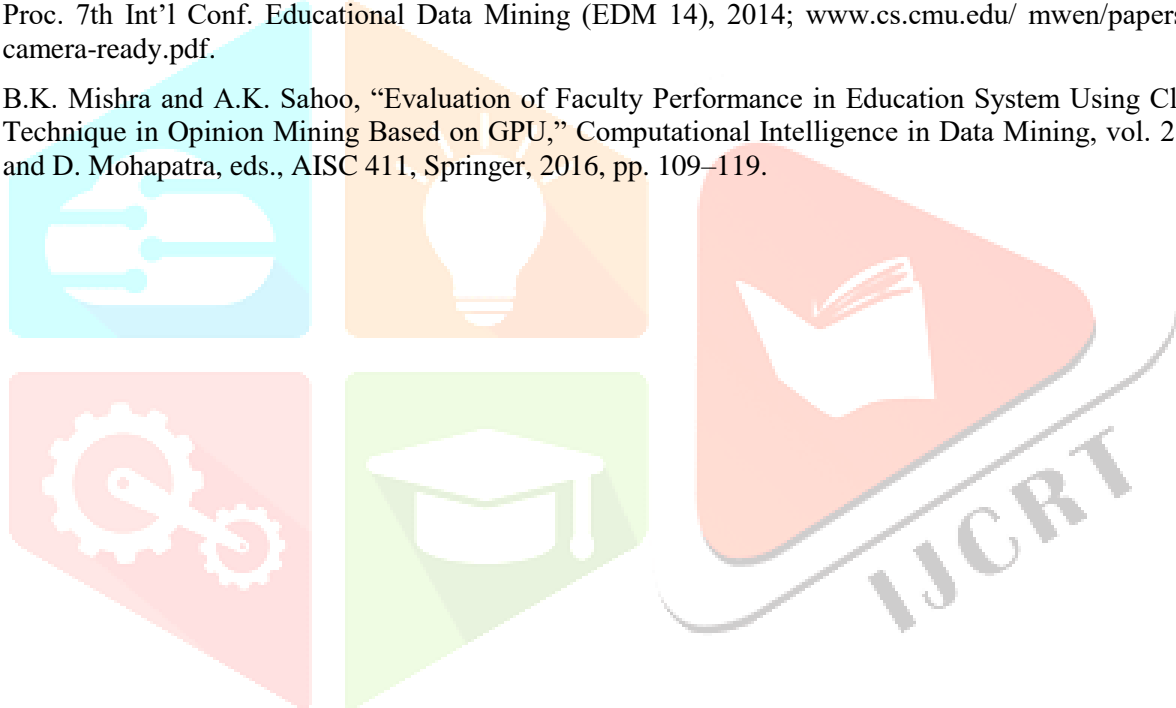 Proc. 7th Int’l Conf. Educational Data Mining (EDM 14), 2014; www.cs.cmu.edu/ mwen/papers
camera-ready.pdf.
B.K. Mishra and A.K. Sahoo, “Evaluation of Faculty Performance in Education System Using Cl
Technique in Opinion Mining Based on GPU,” Computational Intelligence in Data Mining, vol. 2
and D. Mohapatra, eds., AISC 411, Springer, 2016, pp. 109–119.
IJCRT